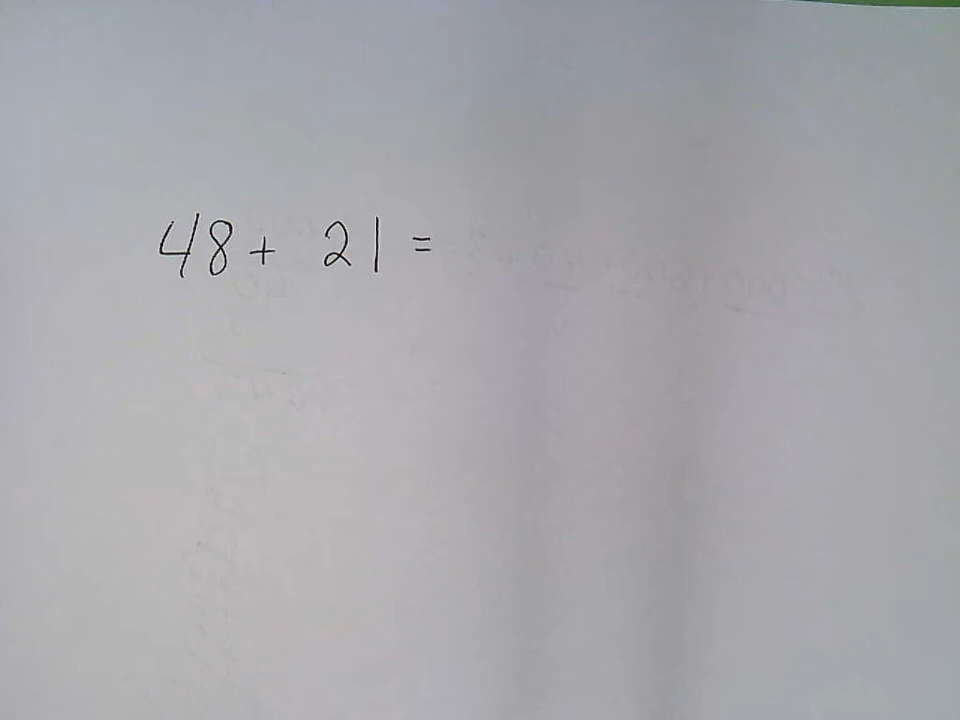 48 + 21 =